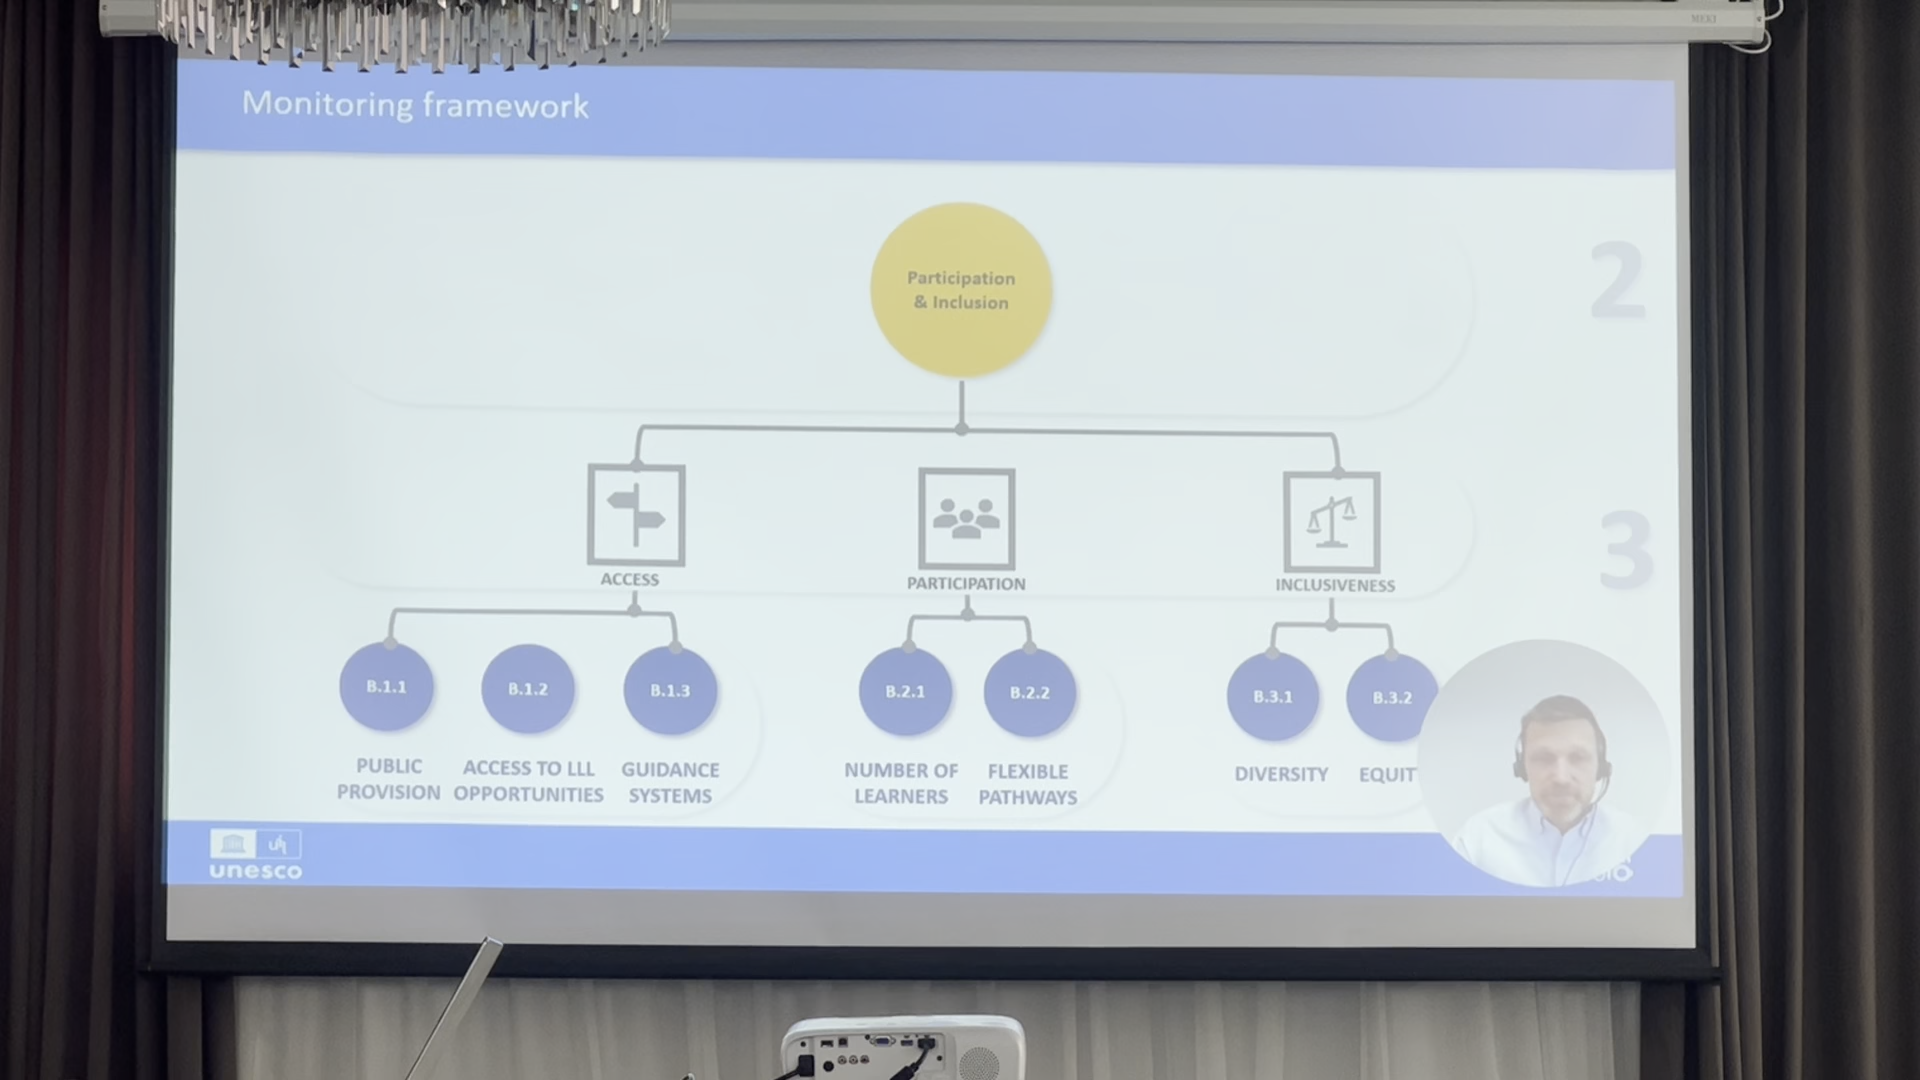 MEKI
Monitoring framework
Participation
& Inclusion
2
ACCESS
PARTICIPATION
INCLUSIVENESS
3
B.1.1
B.1.2
B.1.3
B.2.1
B.2.2
B.3.1
B.3.2
PUBLIC
PROVISION
ACCESS TO LLL
OPPORTUNITIES
GUIDANCE
SYSTEMS
NUMBER OF
LEARNERS
FLEXIBLE
PATHWAYS
DIVERSITY
EQUIT
unesco